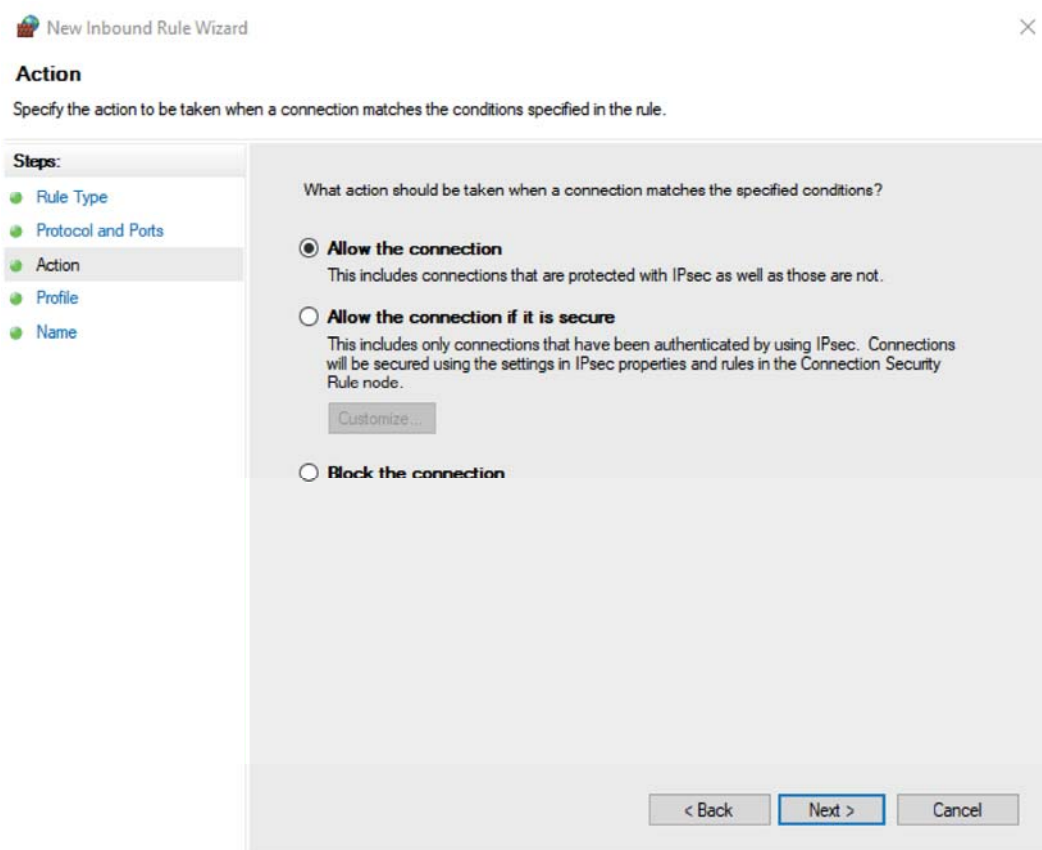 New Inbound Rule Wizard
Action
Specify the action to be taken when a connection matches the conditions specified in the rule.
Steps:
Rule Type
Protocol and Ports
Action
Profile
Name
What action should be taken when a connection matches the specified conditions?
Allow the connection
This includes connections that are protected with IPsec as well as those are not.
Allow the connection if it is secure
This includes only connections that have been authenticated by using IPsec. Connections
will be secured using the settings in IPsec properties and rules in the Connection Security
Rule node.
Customize...
Block the connection
< Back
Next >
Cancel